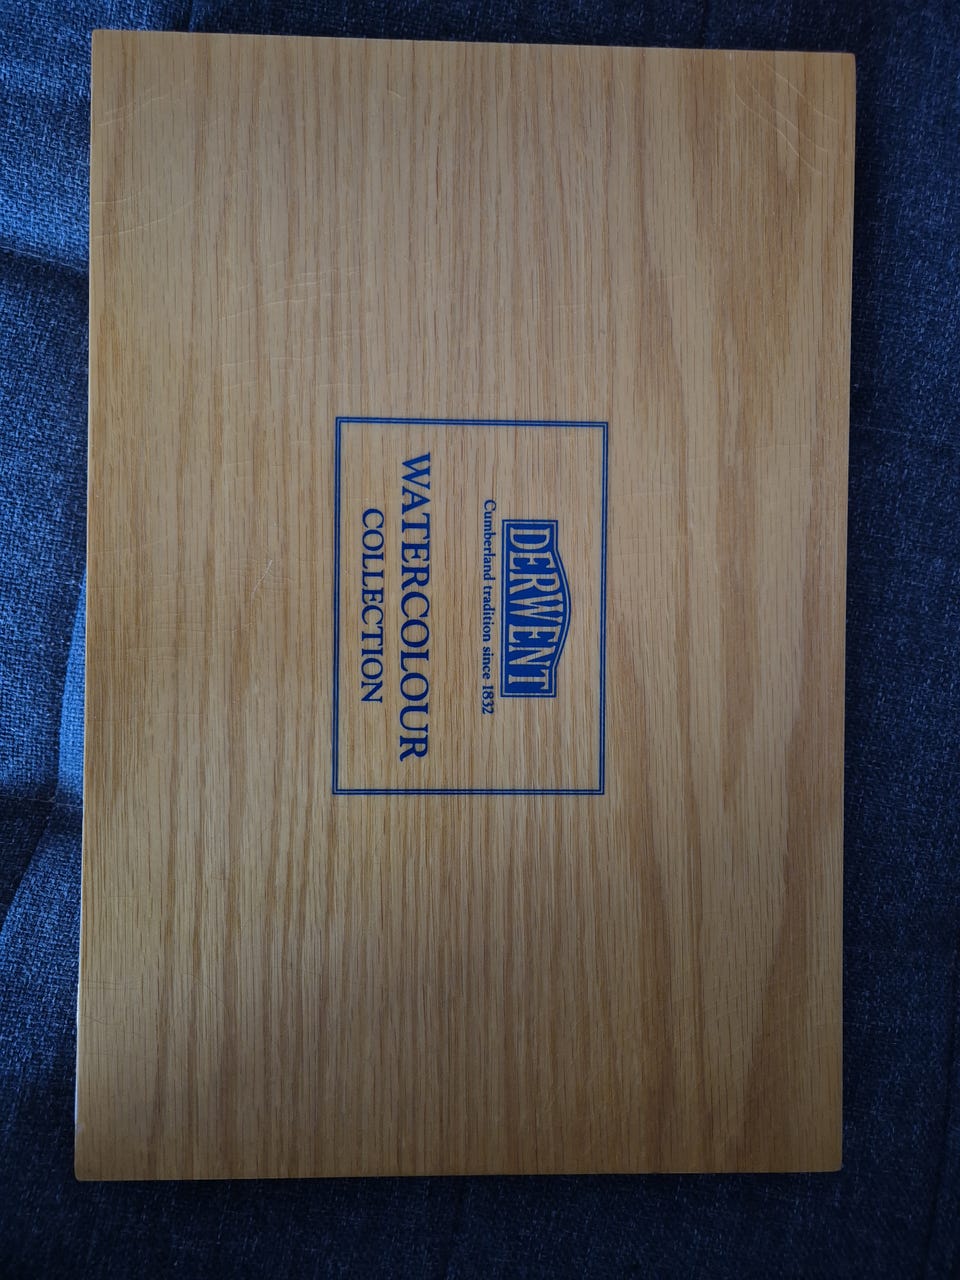 DERWENT
Cumberland tradition since 1832
WATERCOLOUR
COLLECTION